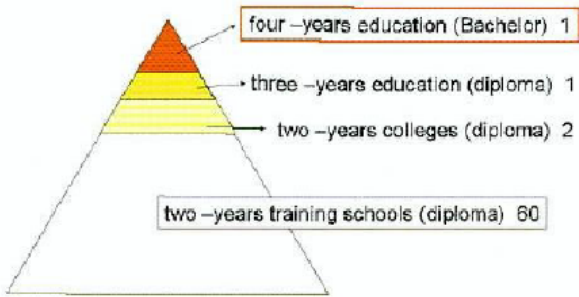 four –years education (Bachelor) 1
three –years education (diploma) 1
two –years colleges (diploma) 2
two –years training schools (diploma) 60